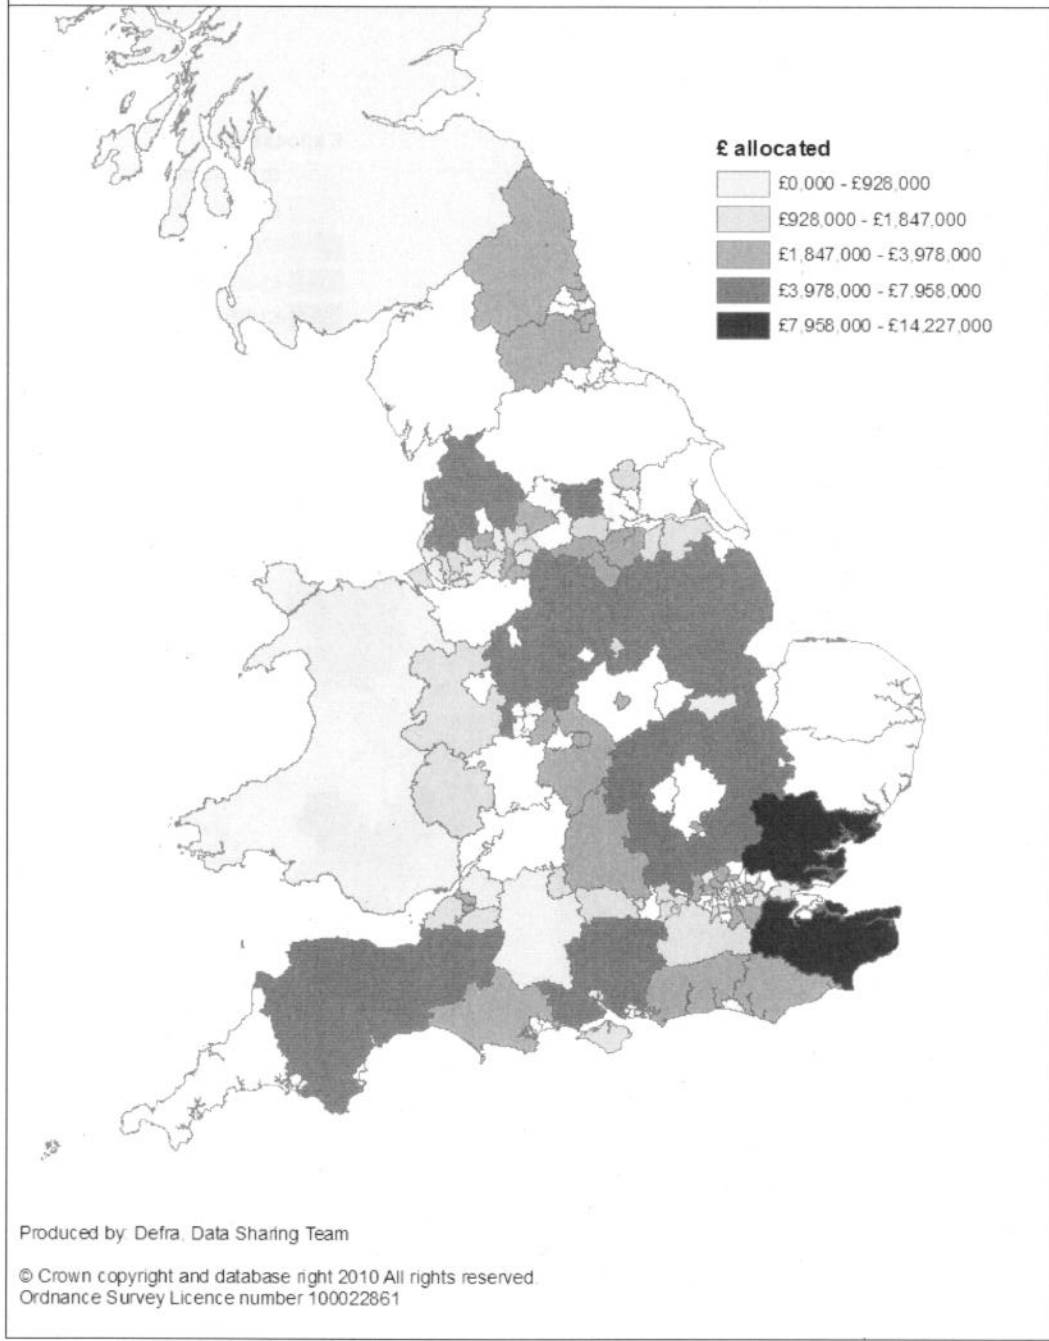 £ allocated
£0,000 - £928,000
£928,000 - £1,847,000
£1,847,000 - £3,978,000
£3,978,000 - £7,958,000
£7,958,000 - £14,227,000
Produced by: Defra, Data Sharing Team
© Crown copyright and database right 2010 All rights reserved.
Ordnance Survey Licence number 100022861